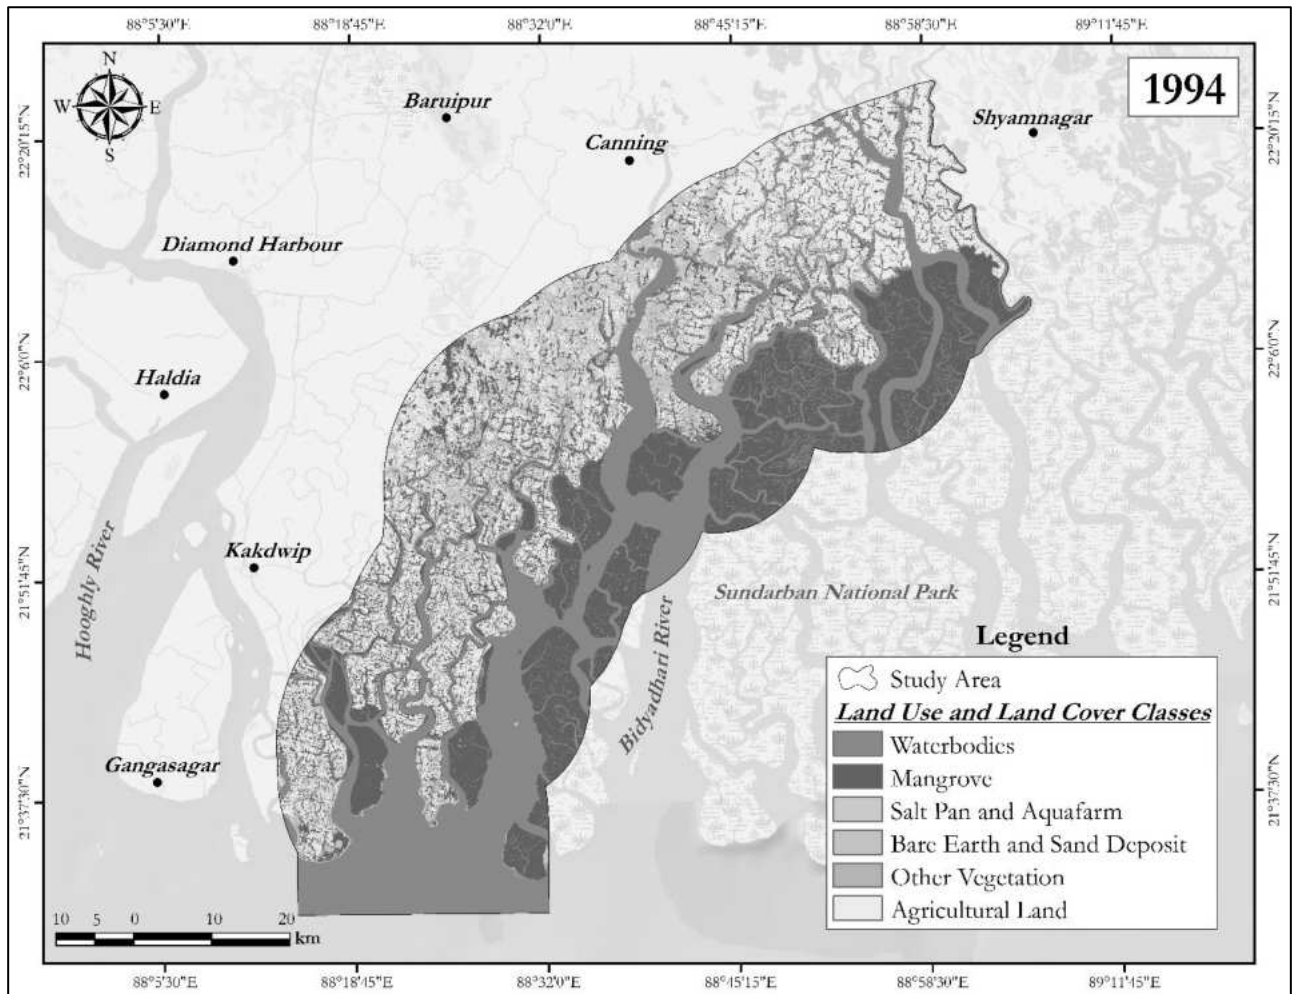 88°5'30"E 88°18'45"E 88°32'0"E 88°45'15"E 88°58'30"E 89°11'45"E
1994
N
W E
S
Baruipur
Canning
Shyamnagar
22°20'15"N 22°20'15"N
Diamond Harbour
22°6'0"N 22°6'0"N
Haldia
Hooghly River
Kakdwip
21°51'45"N 21°51'45"N
Sundarban National Park
Bidyadhari River
Gangasagar
21°37'30"N 21°37'30"N
Legend
Study Area
Land Use and Land Cover Classes
Waterbodies
Mangrove
Salt Pan and Aquafarm
Bare Earth and Sand Deposit
Other Vegetation
Agricultural Land
10 5 0 10 20
km
88°5'30"E 88°18'45"E 88°32'0"E 88°45'15"E 88°58'30"E 89°11'45"E